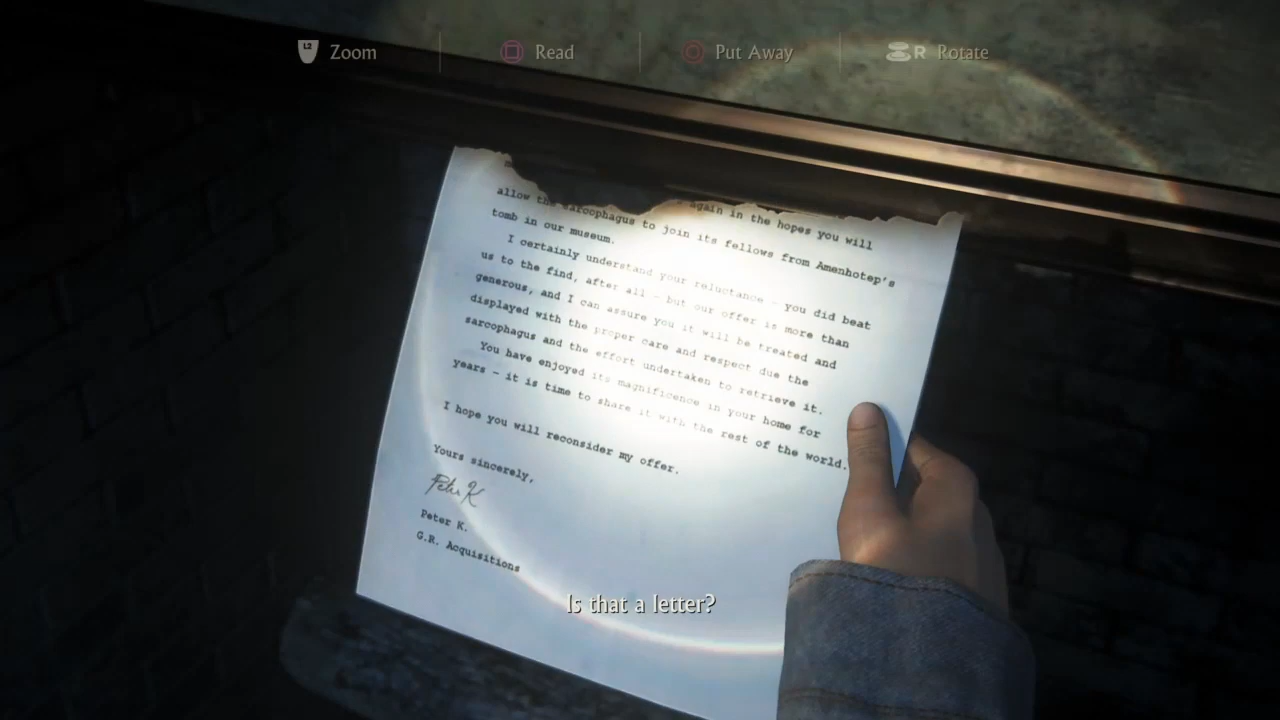 L2 Zoom
Read
Put Away
R Rotate
allow the sarcophagus again in the hopes you will
to join its fellows from Amenhotep's
tomb in our museum.
I certainly understand your reluctance - you did beat
us to the find, after all - but our offer is more than
generous, and I can assure you it will be treated and
displayed with the proper care and respect due the
sarcophagus and the effort undertaken to retrieve it.
You have enjoyed its magnificence in your home for
years - it is time to share it with the rest of the world.
I hope you will reconsider my offer.
Yours sincerely,
Peter K
Peter K.
G.R. Acquisitions
Is that a letter?